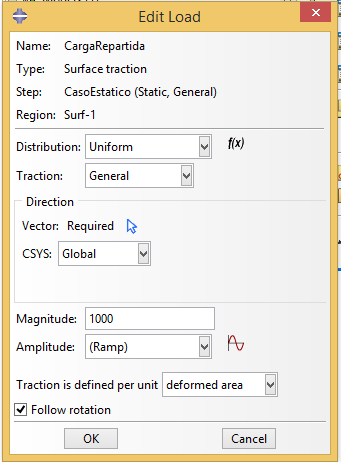 Edit Load
Name: CargaRepartida
Type: Surface traction
Step: CasoEstatico (Static, General)
Region: Surf-1
Distribution: Uniform f(x)
Traction: General
Direction
Vector: Required
CSYS: Global
Magnitude: 1000
Amplitude: (Ramp)
Traction is defined per unit deformed area
Follow rotation
OK Cancel